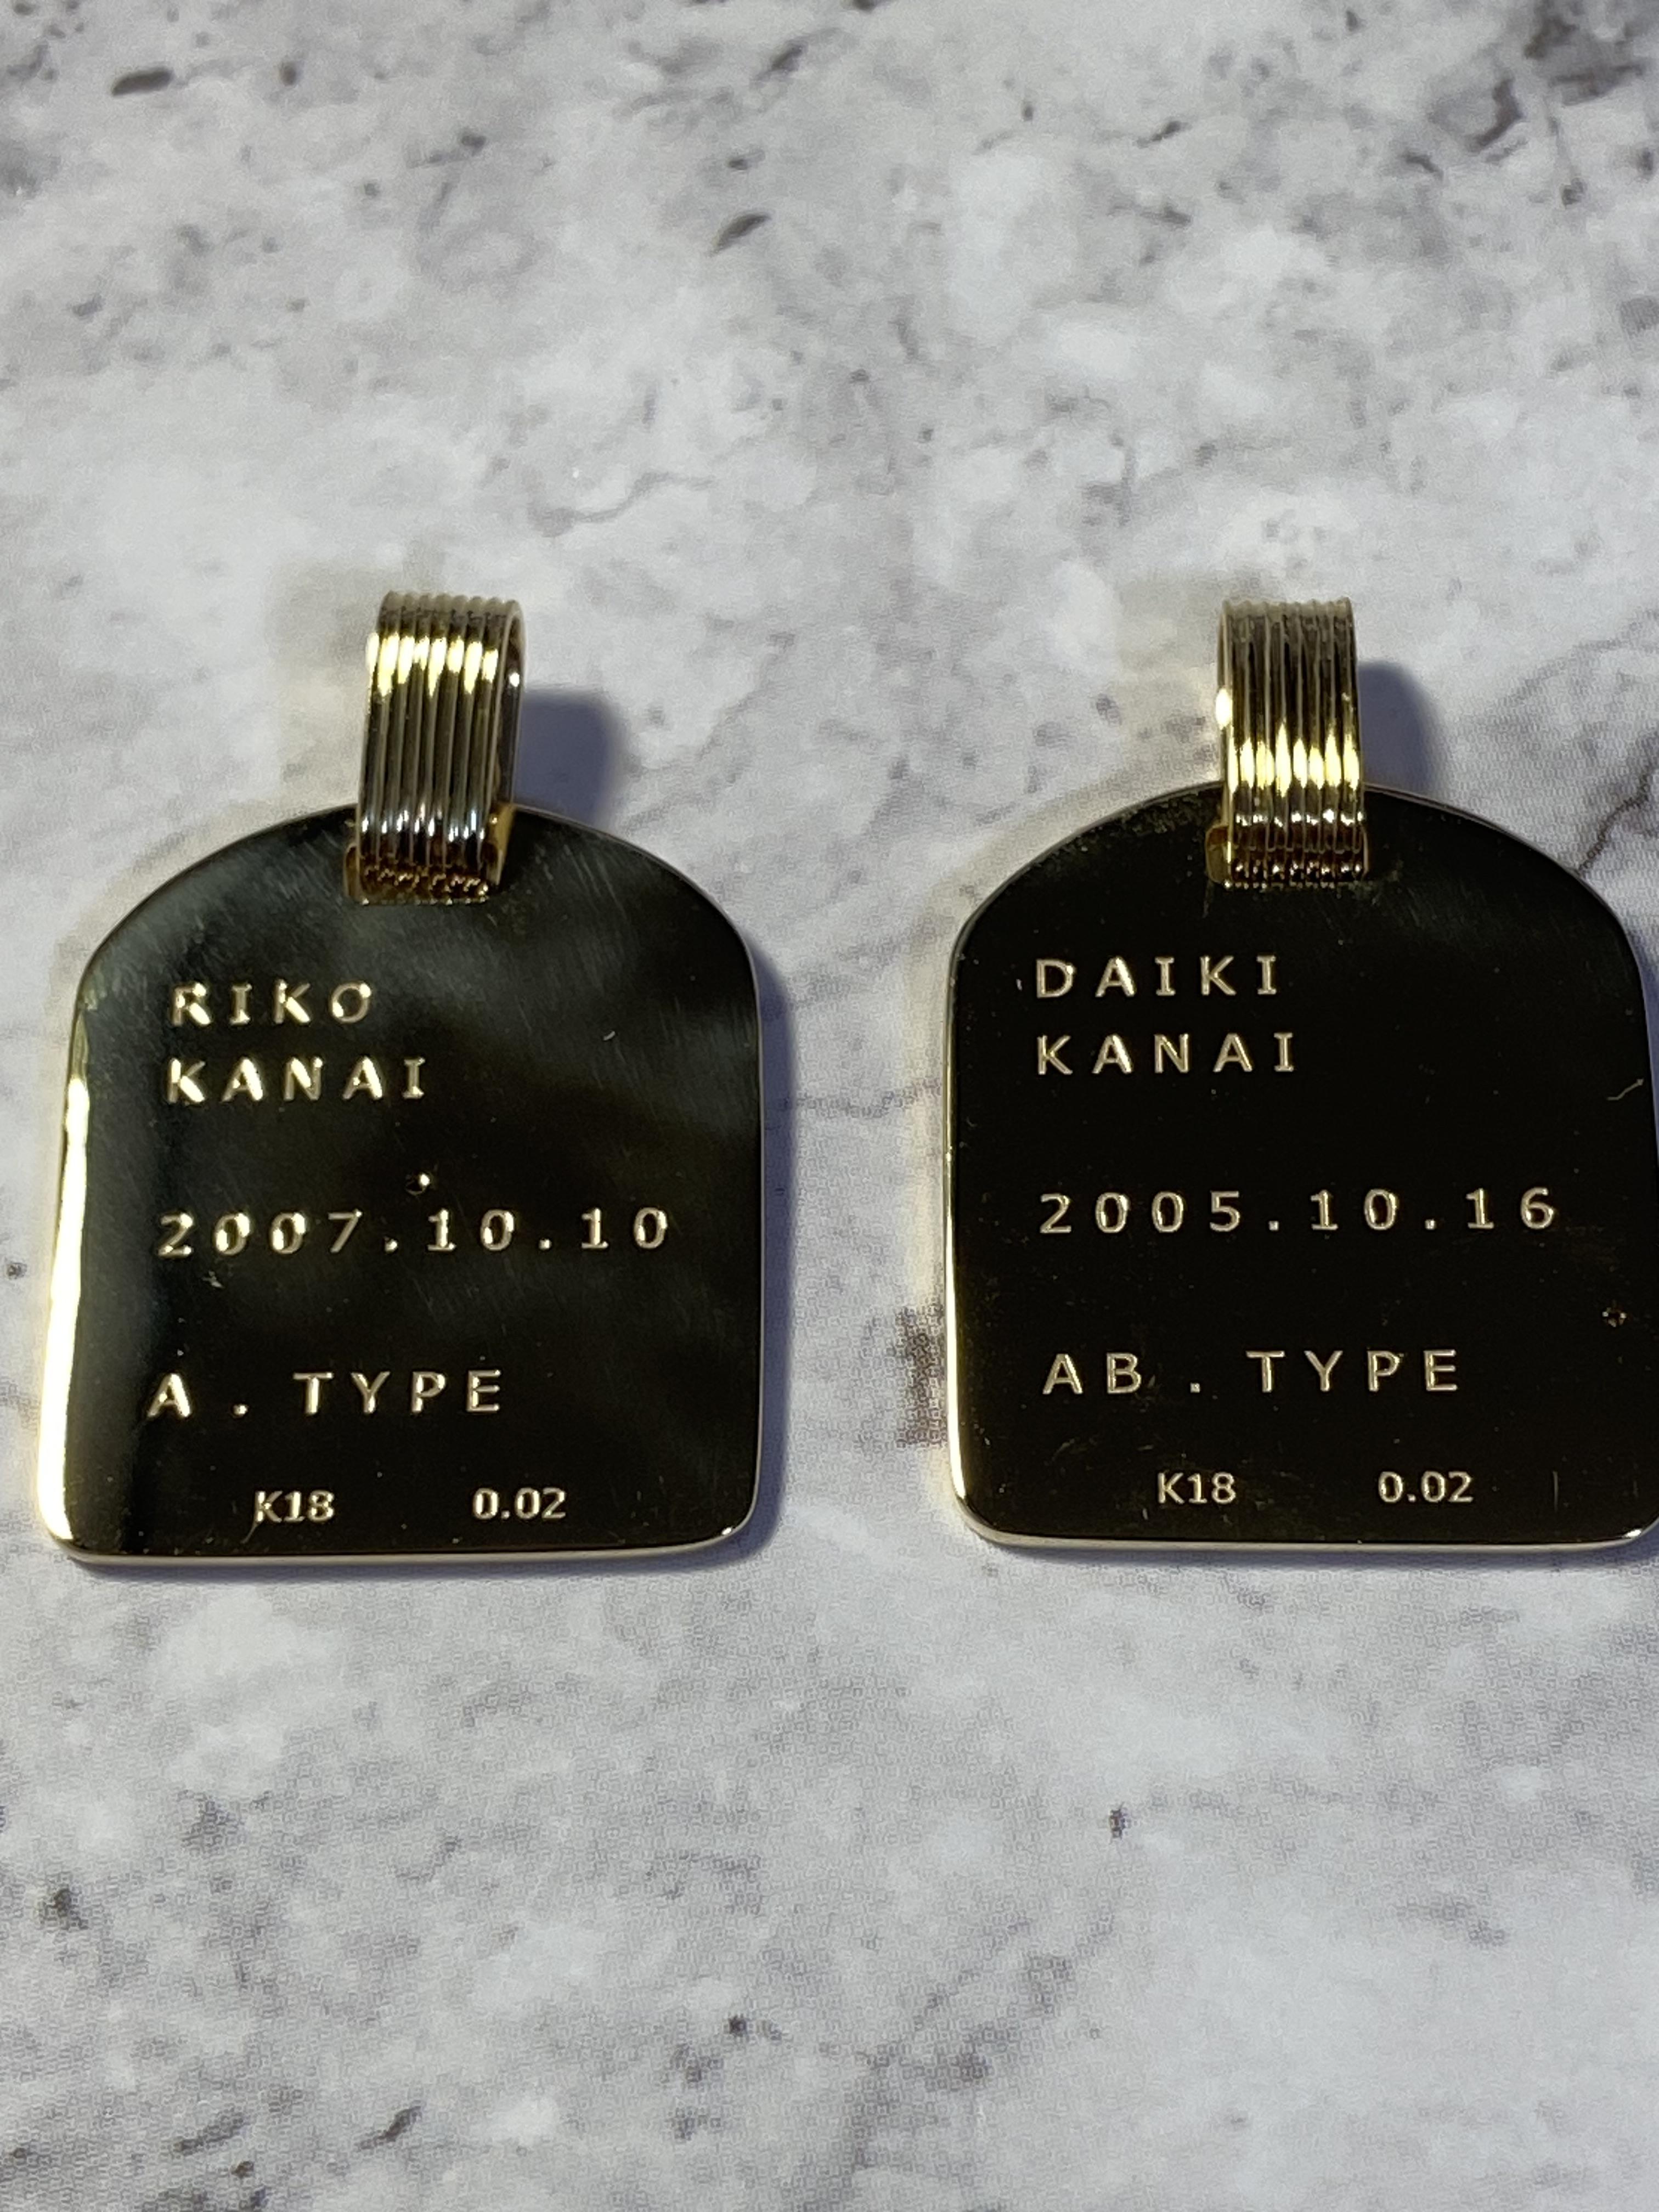 RIKO
KANAI
2007.10.10
A . TYPE
K18 0.02
DAIKI
KANAI
2005.10.16
AB . TYPE
K18 0.02